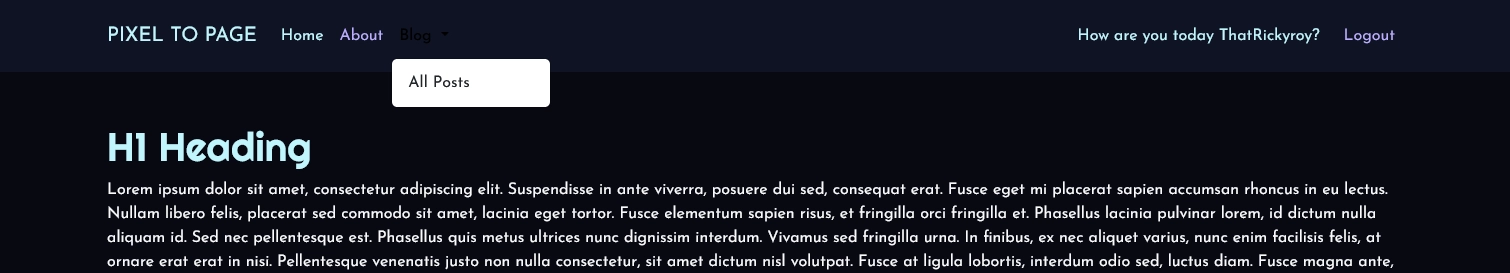 PIXEL TO PAGE Home About Blog How are you today ThatRickyroy? Logout
All Posts
H1 Heading
Lorem ipsum dolor sit amet, consectetur adipiscing elit. Suspendisse in ante viverra, posuere dui sed, consequat erat. Fusce eget mi placerat sapien accumsan rhoncus in eu lectus.
Nullam libero felis, placerat sed commodo sit amet, lacinia eget tortor. Fusce elementum sapien risus, et fringilla orci fringilla et. Phasellus lacinia pulvinar lorem, id dictum nulla
aliquam id. Sed nec pellentesque est. Phasellus quis metus ultrices nunc dignissim interdum. Vivamus sed fringilla urna. In finibus, ex nec aliquet varius, nunc enim facilisis felis, at
ornare erat erat in nisi. Pellentesque venenatis justo non nulla consectetur, sit amet dictum nisl volutpat. Fusce at ligula lobortis, interdum odio sed, luctus diam. Fusce magna ante,